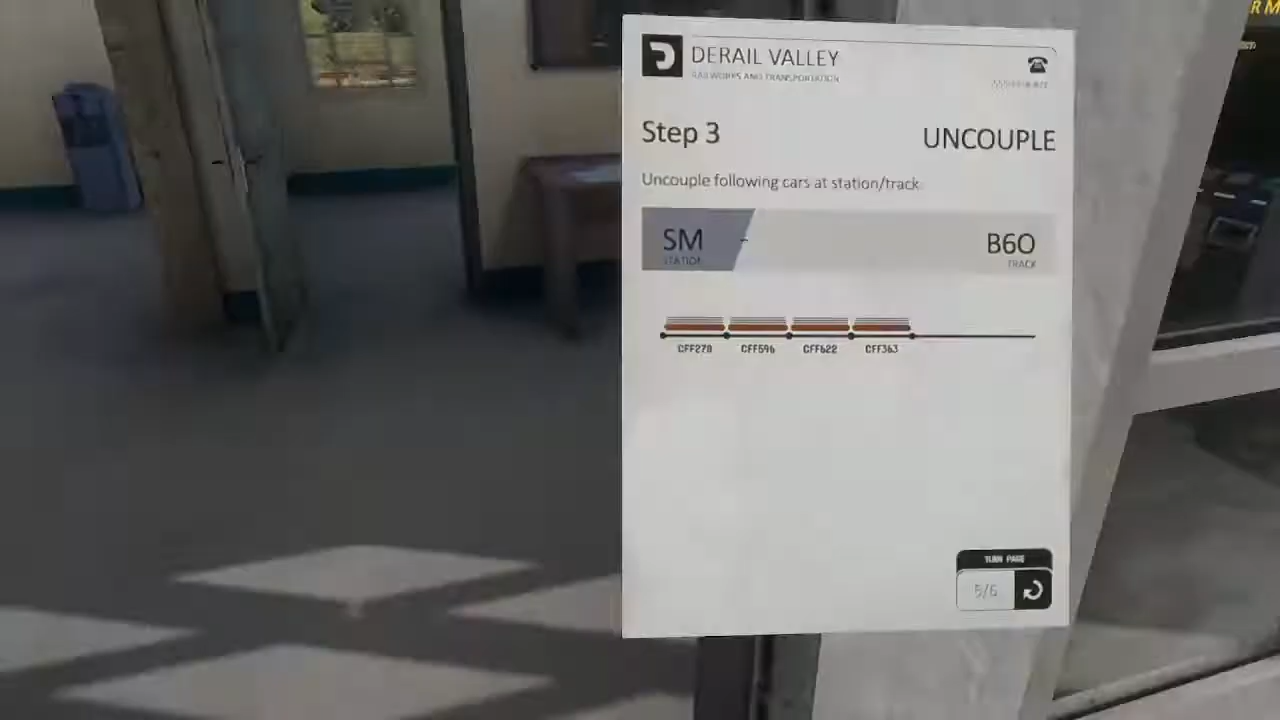 DERAIL VALLEY
RAILWORKS AND TRANSPORTATION
Step 3
UNCOUPLE
Uncouple following cars at station/track.
SM
STATION
-
B6O
TRACK
CFF270
CFF596
CFF622
CFF363
TURN PAGE
5/6